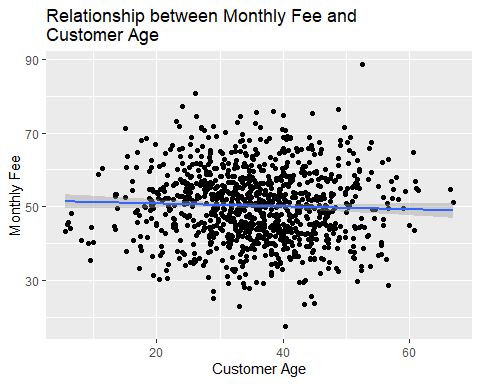 Relationship between Monthly Fee and
Customer Age
90
70
50
30
Monthly Fee
20 40 60
Customer Age